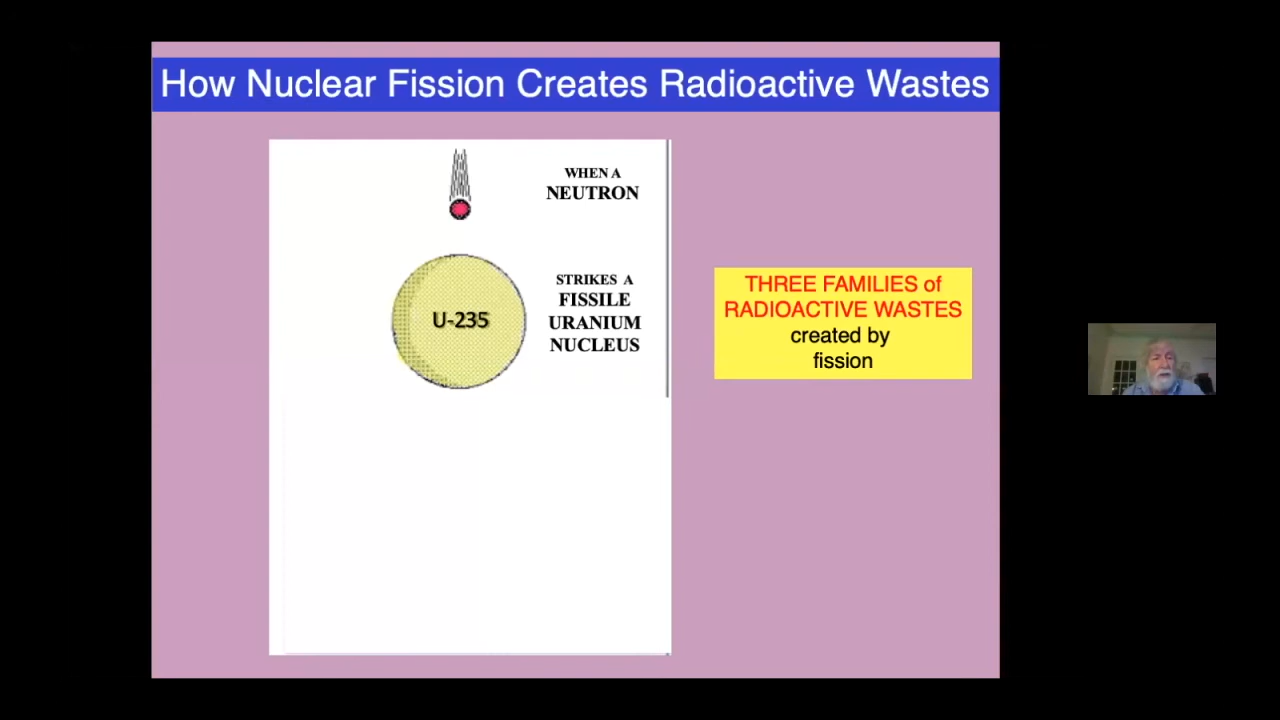 How Nuclear Fission Creates Radioactive Wastes
WHEN A
NEUTRON
STRIKES A
FISSILE
URANIUM
NUCLEUS
U-235
THREE FAMILIES of
RADIOACTIVE WASTES
created by
fission